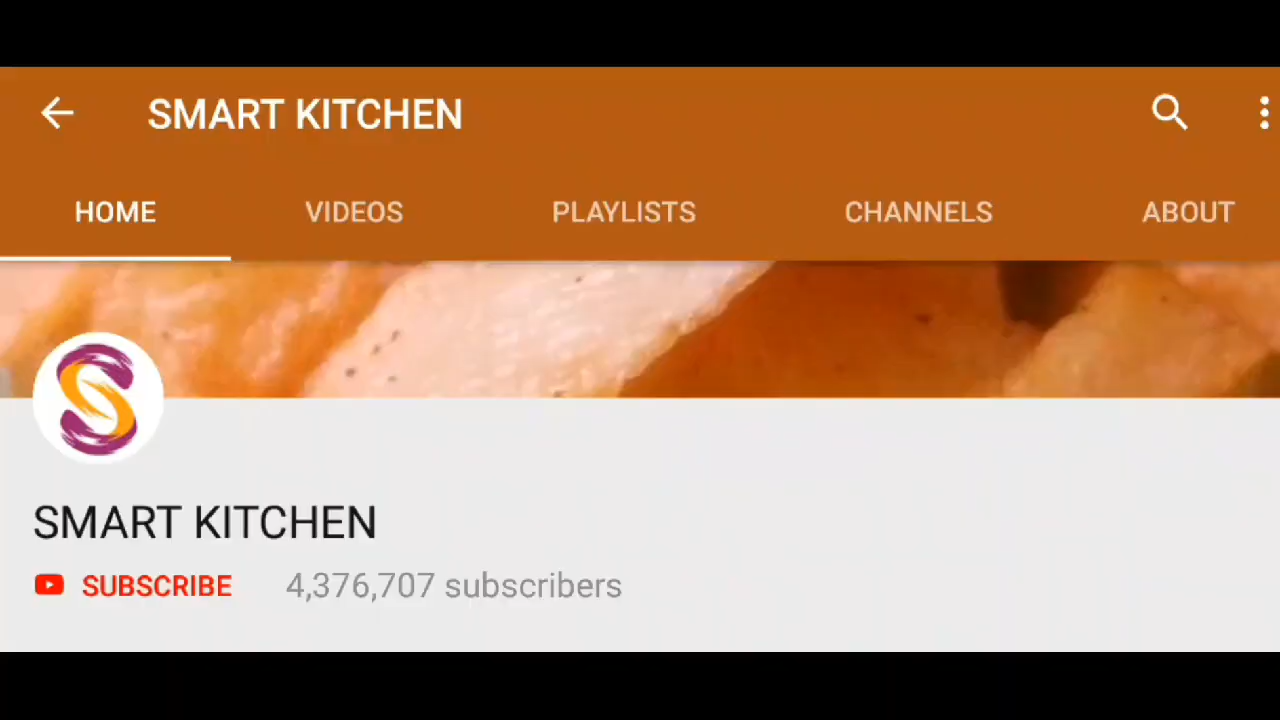 SMART KITCHEN
HOME VIDEOS PLAYLISTS CHANNELS ABOUT
SMART KITCHEN
SUBSCRIBE 4,376,707 subscribers